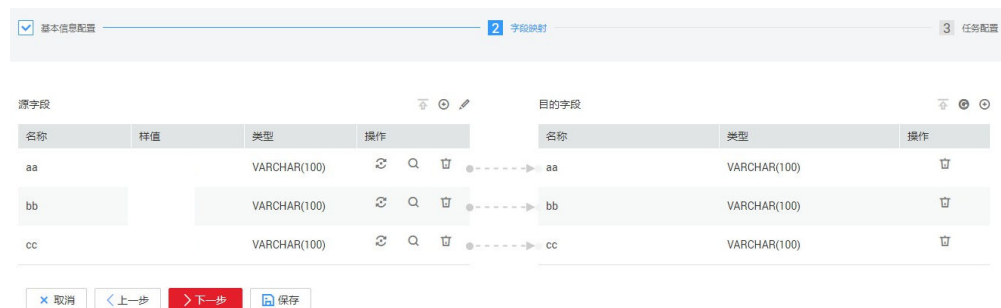 基本信息配置 2 字段映射 3 任务配置
源字段 目的字段
名称 样值 类型 操作 名称 类型 操作
aa VARCHAR(100) aa VARCHAR(100)
bb VARCHAR(100) bb VARCHAR(100)
cc VARCHAR(100) cc VARCHAR(100)
取消 上一步 下一步 保存